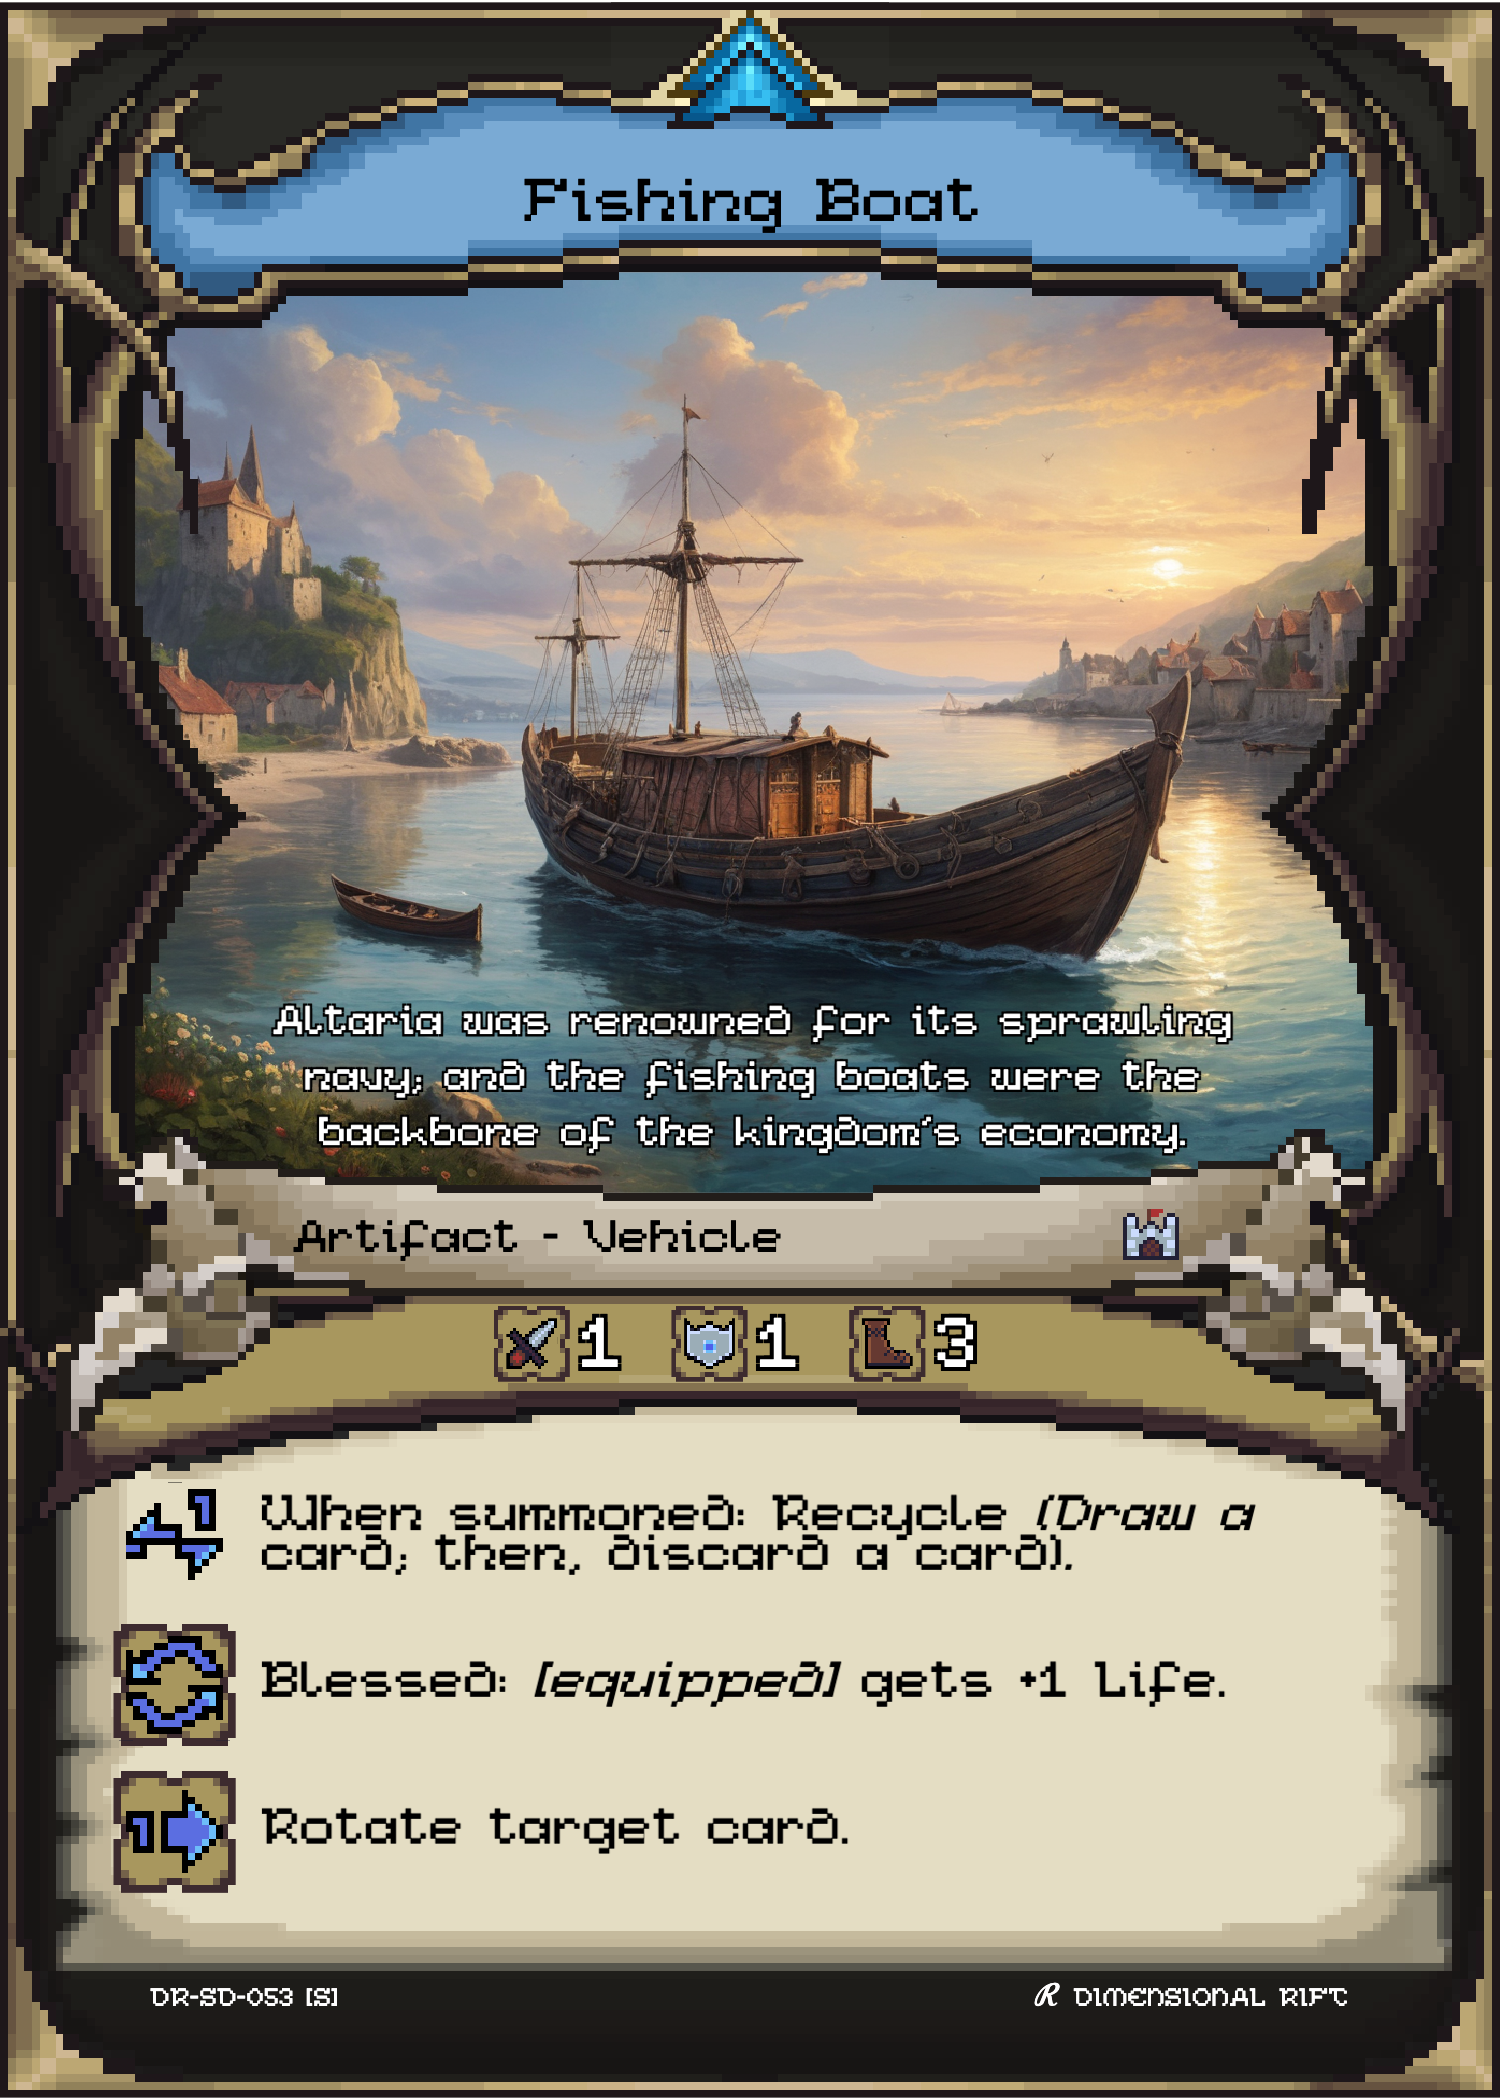 Fishing Boat
Altaria was renowned for its sprawling
navy; and the fishing boats were the
backbone of the kingdom's economy.
Artifact - Vehicle
1 1 3
1
When summoned: Recycle (Draw a
card; then, discard a card).
Blessed: [equipped] gets +1 Life.
1
Rotate target card.
DR-SD-053 [S]
R DIMENSIONAL RIFT